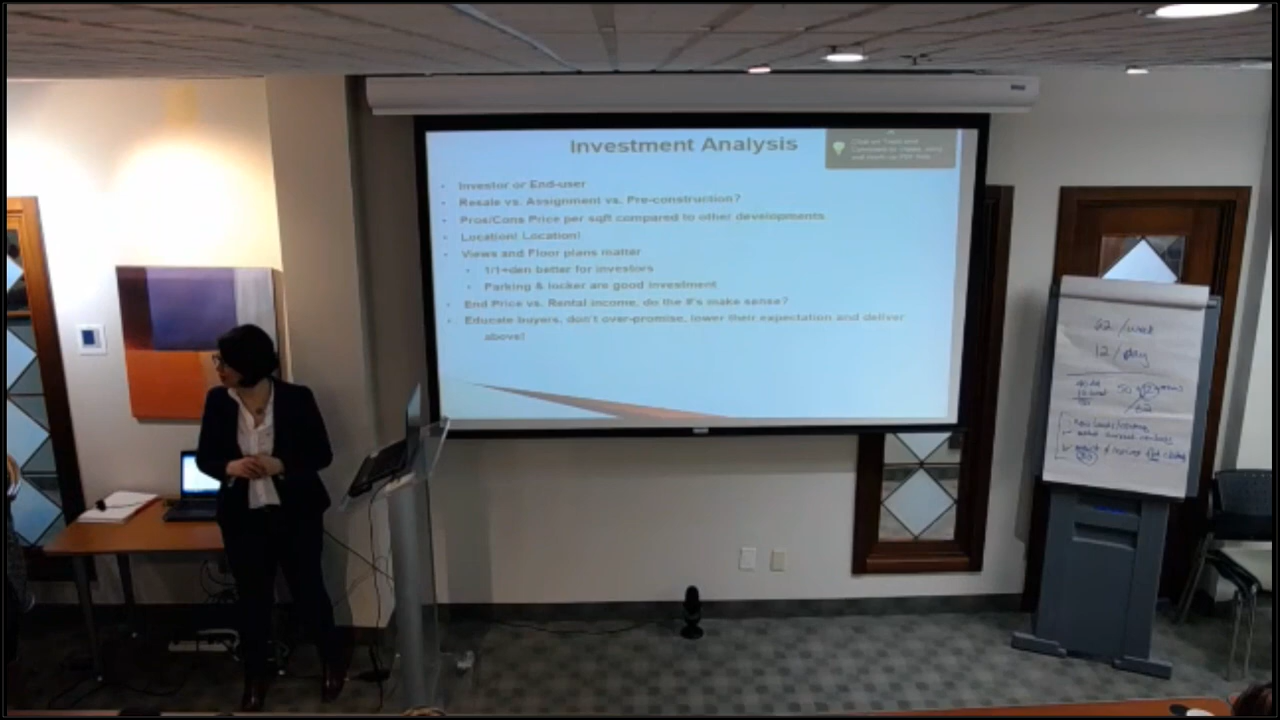 Investment Analysis
Investor or End-user
Resale vs. Assignment vs. Pre-construction?
Pros/Cons Price per sqft compared to other developments
Location! Location!
Views and Floor plans matter
1/1+den better for investors
Parking & locker are good investment
End Price vs. Rental income, do the #'s make sense?
Educate buyers, don't over-promise, lower their expectation and deliver
above!
62 /week
12 / day
50